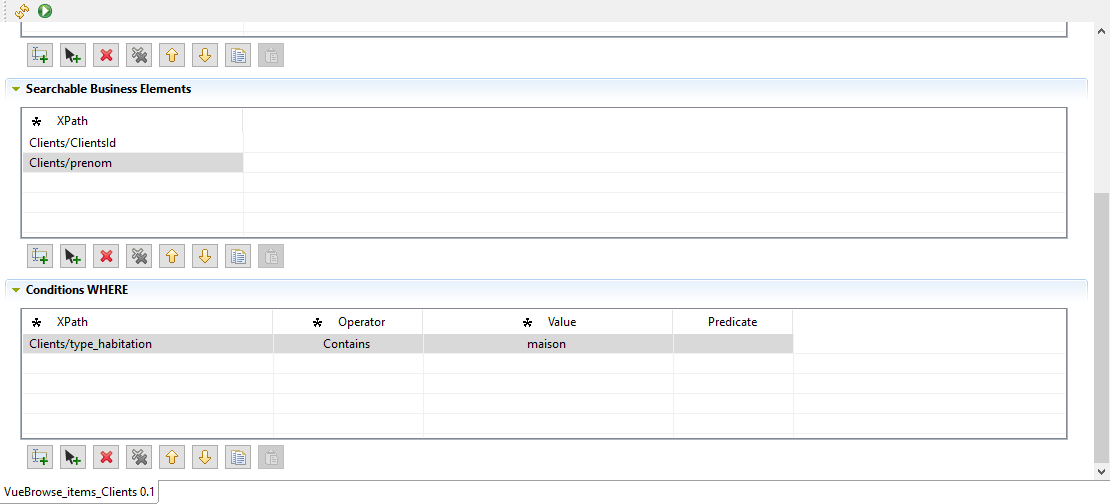 Searchable Business Elements
* XPath
Clients/ClientsId
Clients/prenom
Conditions WHERE
* XPath * Operator * Value Predicate
Clients/type_habitation Contains maison
VueBrowse_items_Clients 0.1